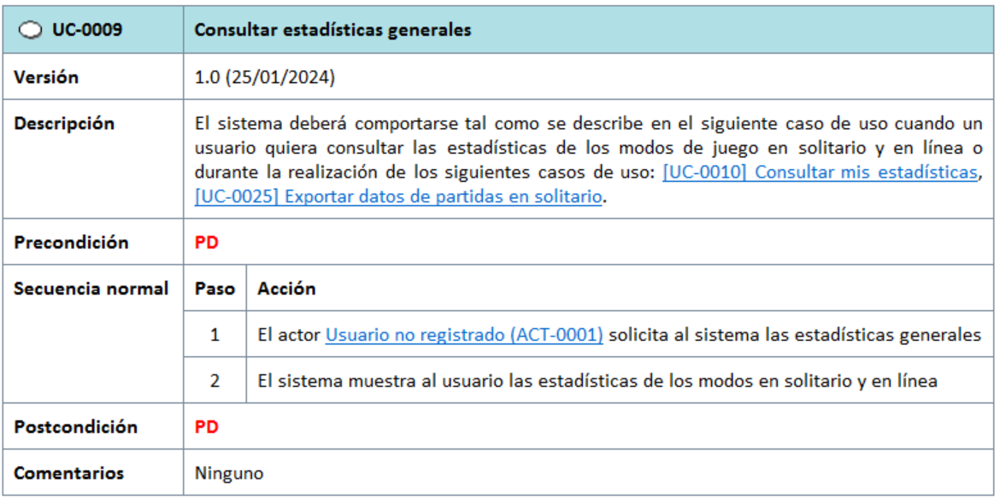 UC-0009 Consultar estadísticas generales
Versión 1.0 (25/01/2024)
Descripción El sistema deberá comportarse tal como se describe en el siguiente caso de uso cuando un
usuario quiera consultar las estadísticas de los modos de juego en solitario y en línea o
durante la realización de los siguientes casos de uso: [UC-0010] Consultar mis estadísticas,
[UC-0025] Exportar datos de partidas en solitario.
Precondición PD
Secuencia normal Paso Acción
1 El actor Usuario no registrado (ACT-0001) solicita al sistema las estadísticas generales
2 El sistema muestra al usuario las estadísticas de los modos en solitario y en línea
Postcondición PD
Comentarios Ninguno